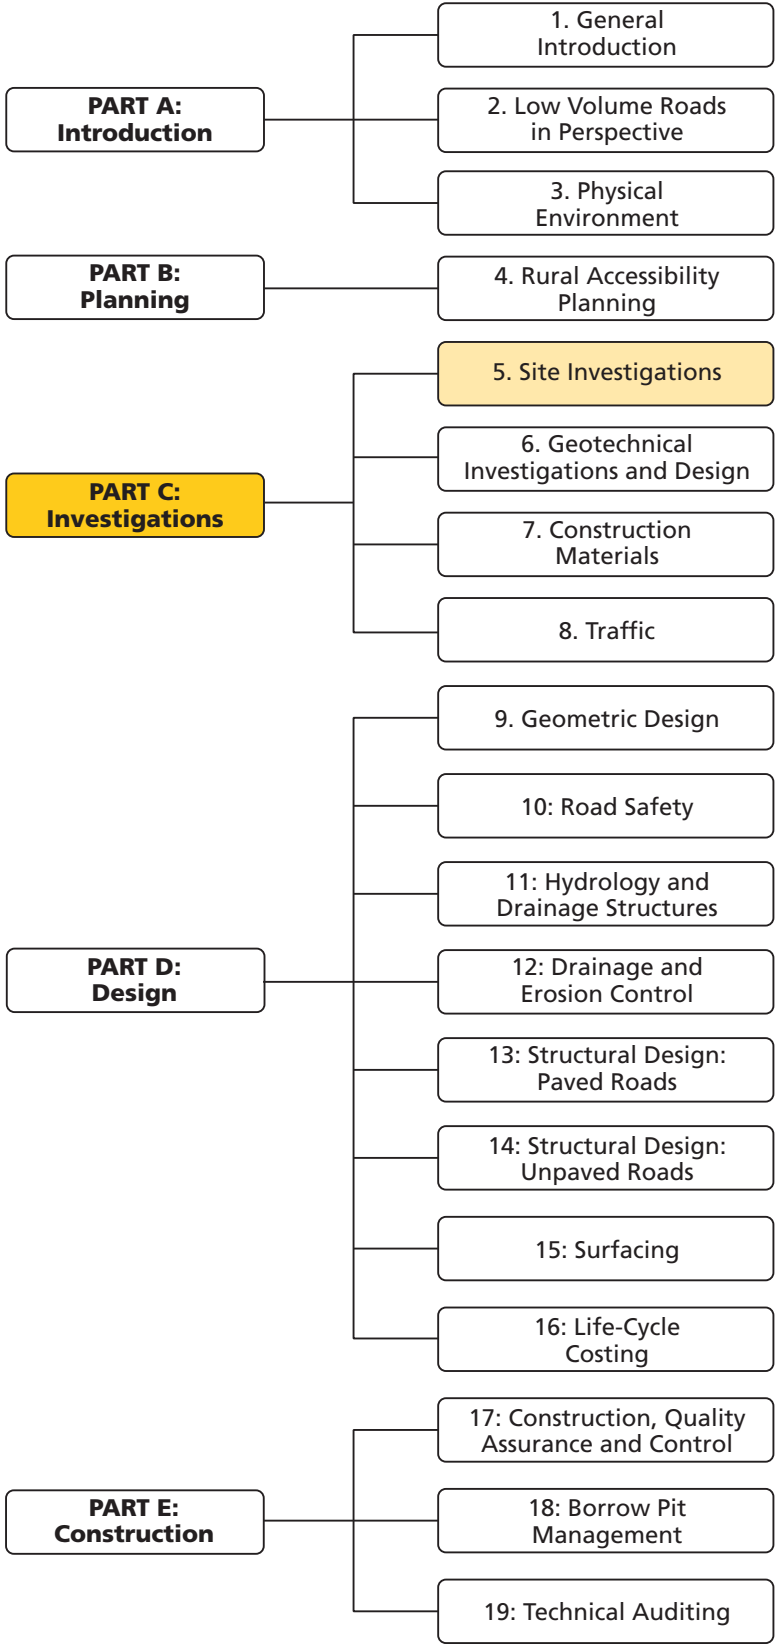 1. General
Introduction
PART A:
Introduction
2. Low Volume Roads
in Perspective
3. Physical
Environment
PART B:
Planning
4. Rural Accessibility
Planning
5. Site Investigations
PART C:
Investigations
6. Geotechnical
Investigations and Design
7. Construction
Materials
8. Traffic
9. Geometric Design
10: Road Safety
11: Hydrology and
Drainage Structures
PART D:
Design
12: Drainage and
Erosion Control
13: Structural Design:
Paved Roads
14: Structural Design:
Unpaved Roads
15: Surfacing
16: Life-Cycle
Costing
17: Construction, Quality
Assurance and Control
PART E:
Construction
18: Borrow Pit
Management
19: Technical Auditing